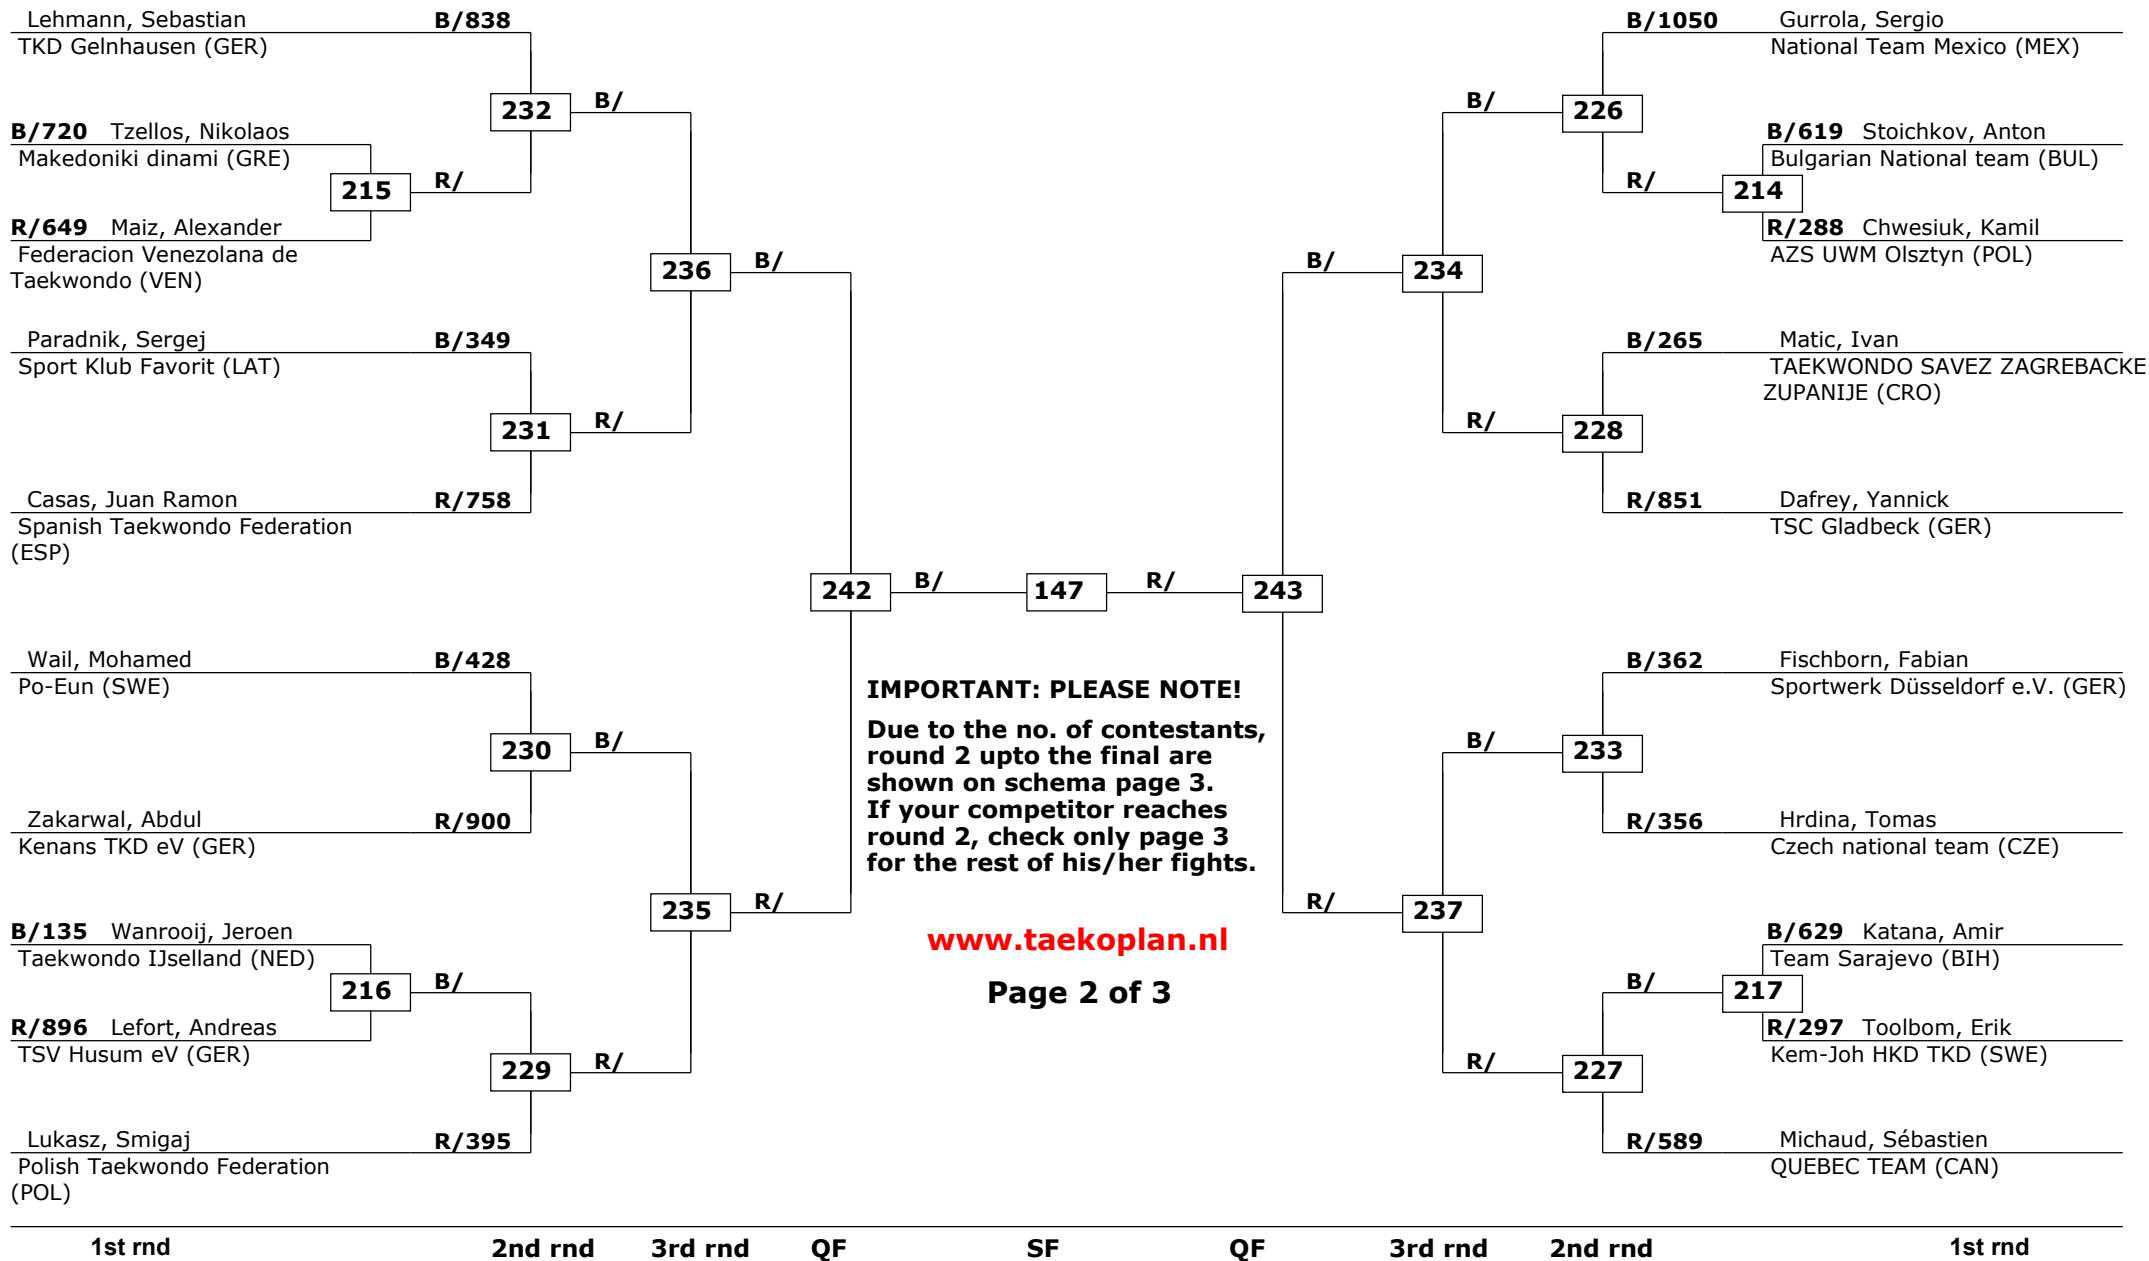 Lehmann, Sebastian B/838
TKD Gelnhausen (GER)
232 B/
B/720 Tzellos, Nikolaos
Makedoniki dinami (GRE)
215 R/
R/649 Maiz, Alexander
Federacion Venezolana de
Taekwondo (VEN)
236 B/
Paradnik, Sergej B/349
Sport Klub Favorit (LAT)
231 R/
Casas, Juan Ramon R/758
Spanish Taekwondo Federation
(ESP)
242 B/ 147 R/ 243
Wail, Mohamed B/428
Po-Eun (SWE)
230 B/
Zakarwal, Abdul R/900
Kenans TKD eV (GER)
235 R/
B/135 Wanrooij, Jeroen
Taekwondo IJselland (NED)
216 B/
R/896 Lefort, Andreas
TSV Husum eV (GER)
229 R/
Lukasz, Smigaj R/395
Polish Taekwondo Federation
(POL)
IMPORTANT: PLEASE NOTE!
Due to the no. of contestants,
round 2 upto the final are
shown on schema page 3.
If your competitor reaches
round 2, check only page 3
for the rest of his/her fights.
www.taekoplan.nl
Page 2 of 3
B/1050 Gurrola, Sergio
National Team Mexico (MEX)
B/ 226
B/619 Stoichkov, Anton
Bulgarian National team (BUL)
R/ 214
R/288 Chwesiuk, Kamil
AZS UWM Olsztyn (POL)
B/ 234
B/265 Matic, Ivan
TAEKWONDO SAVEZ ZAGREBACKE
ZUPANIJE (CRO)
R/ 228
R/851 Dafrey, Yannick
TSC Gladbeck (GER)
B/362 Fischborn, Fabian
Sportwerk Düsseldorf e.V. (GER)
B/ 233
R/356 Hrdina, Tomas
Czech national team (CZE)
R/ 237
B/629 Katana, Amir
Team Sarajevo (BIH)
B/ 217
R/297 Toolbom, Erik
Kem-Joh HKD TKD (SWE)
R/ 227
R/589 Michaud, Sébastien
QUEBEC TEAM (CAN)
1st rnd 2nd rnd 3rd rnd QF SF QF 3rd rnd 2nd rnd 1st rnd